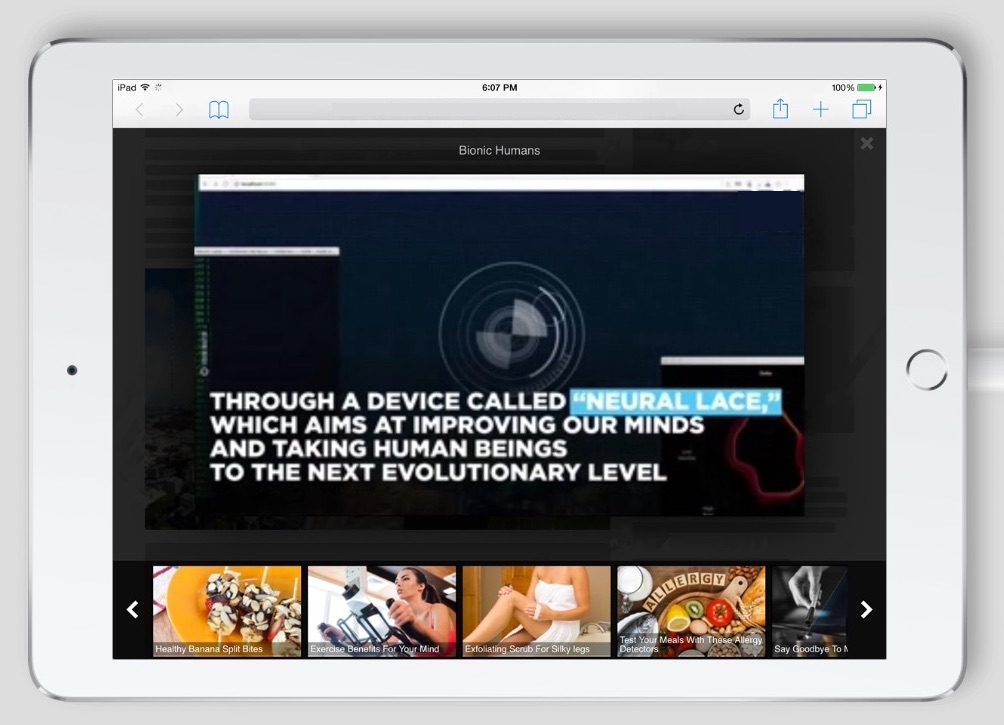 iPad
6:07 PM
100%
Bionic Humans
THROUGH A DEVICE CALLED “NEURAL LACE,”
WHICH AIMS AT IMPROVING OUR MINDS
AND TAKING HUMAN BEINGS
TO THE NEXT EVOLUTIONARY LEVEL
ALLERGY
Healthy Banana Split Bites
Exercise Benefits For Your Mind
Exfoliating Scrub For Silky legs
Test Your Meals With These Allergy
Detectors
Say Goodbye To M